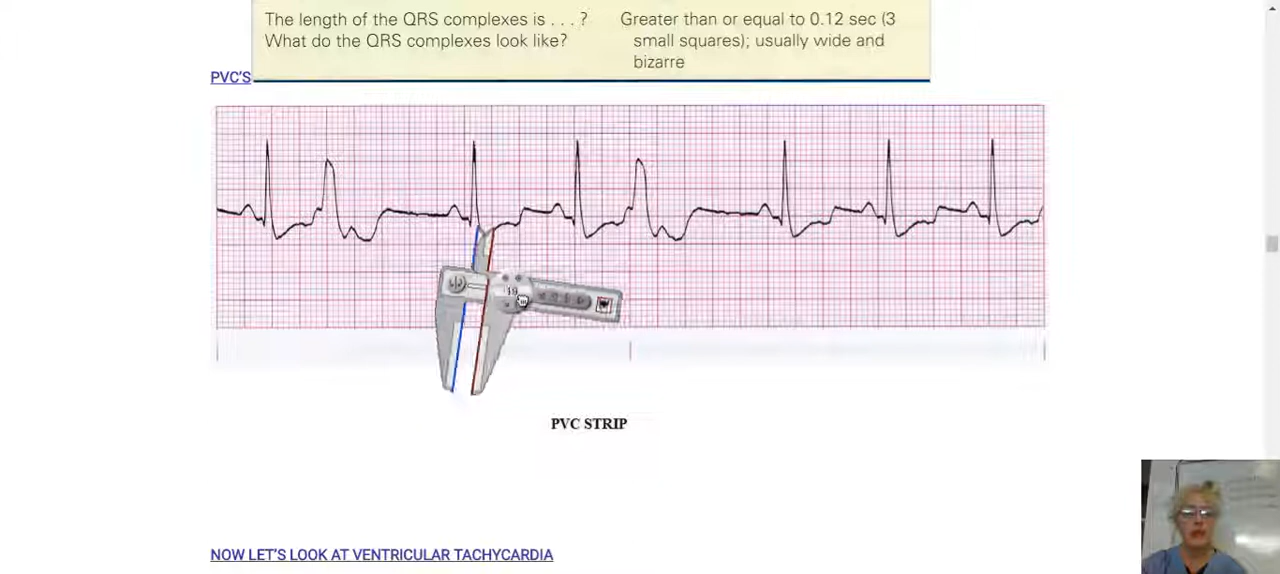 The length of the QRS complexes is . . . ?
What do the QRS complexes look like?
Greater than or equal to 0.12 sec (3
small squares); usually wide and
bizarre
PVC'S
49
PVC STRIP
NOW LET'S LOOK AT VENTRICULAR TACHYCARDIA